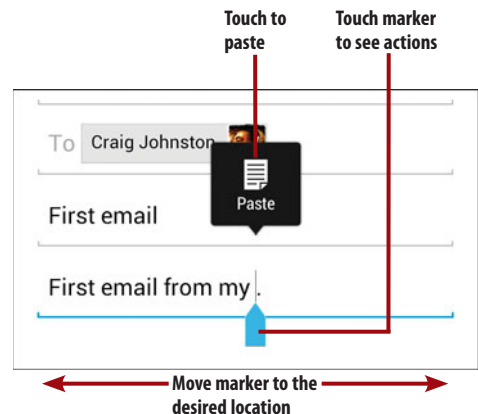 Touch to
paste
Touch marker
to see actions
To Craig Johnston
Paste
First email
First email from my .
Move marker to the
desired location